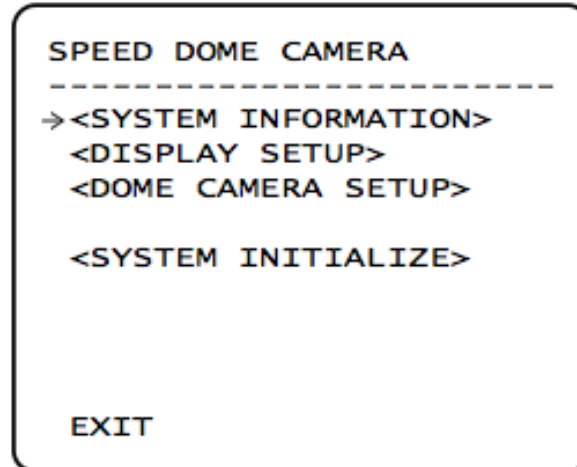 SPEED DOME CAMERA
--------------------------
→<SYSTEM INFORMATION>
<DISPLAY SETUP>
<DOME CAMERA SETUP>
<SYSTEM INITIALIZE>
EXIT